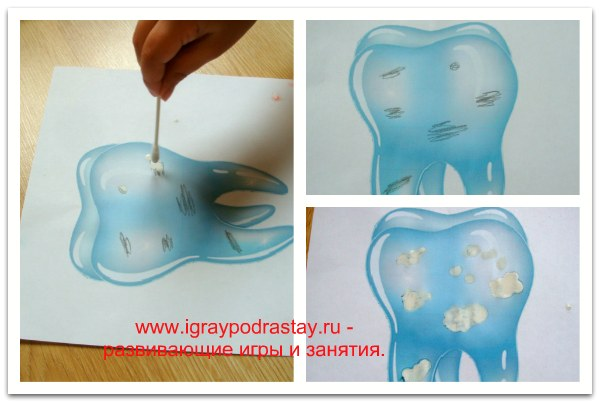 www.igraypodrastay.ru -
развивающие игры и занятия.